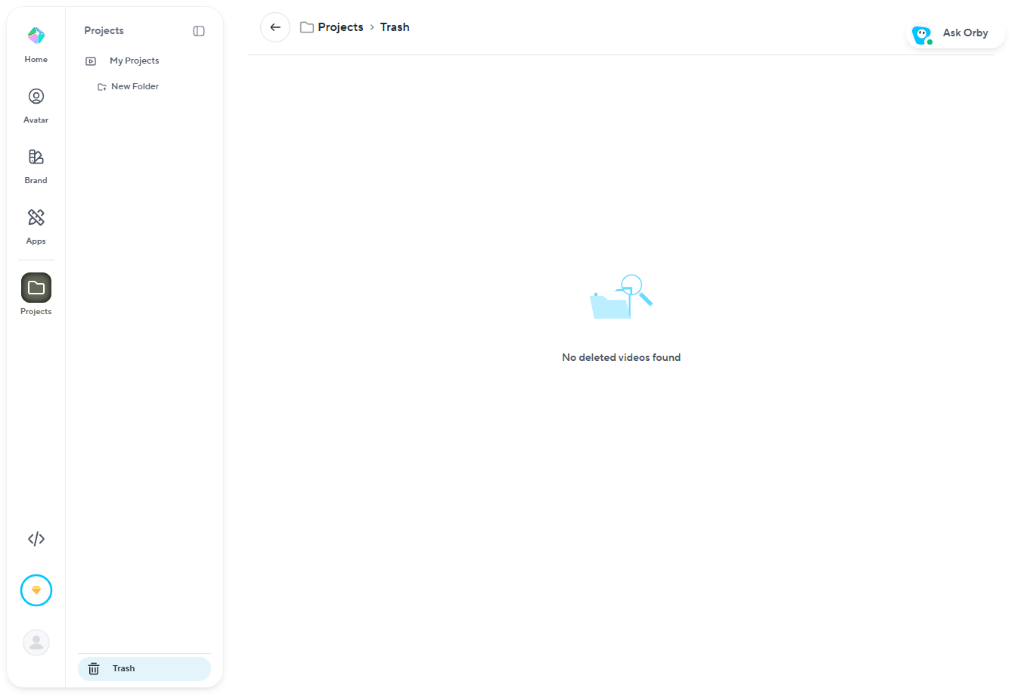 Home
Avatar
Brand
Apps
Projects
Projects
My Projects
New Folder
Trash
Projects › Trash
Ask Orby
No deleted videos found